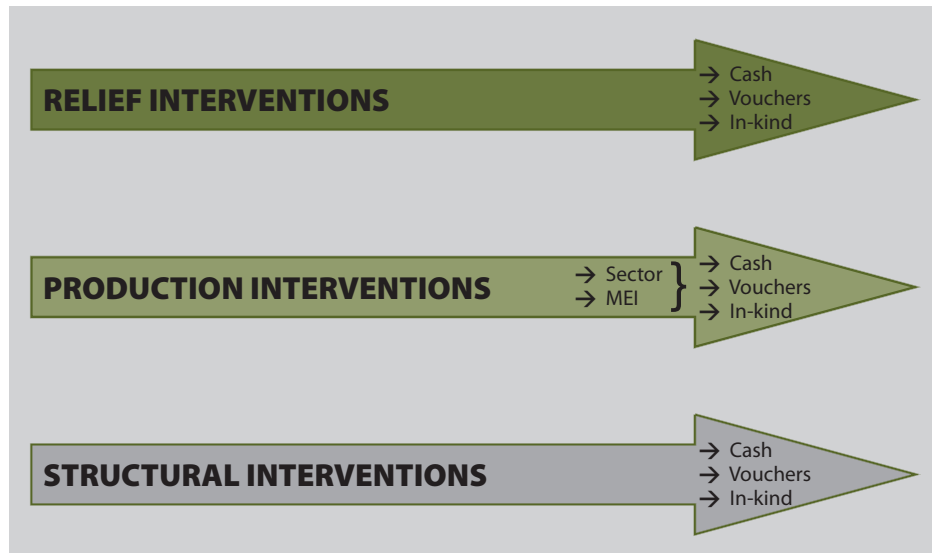 RELIEF INTERVENTIONS
→ Cash
→ Vouchers
→ In-kind
PRODUCTION INTERVENTIONS
→ Sector
→ MEI
}
→ Cash
→ Vouchers
→ In-kind
STRUCTURAL INTERVENTIONS
→ Cash
→ Vouchers
→ In-kind